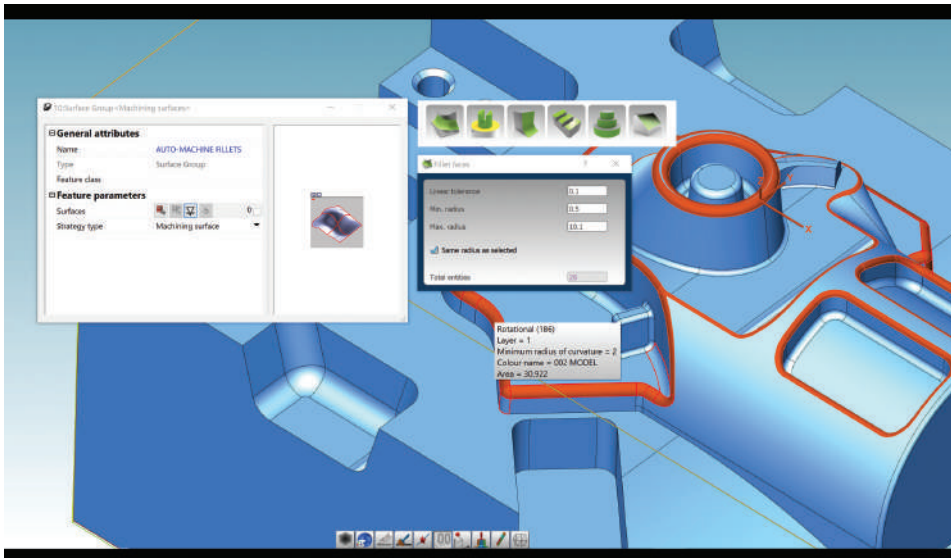 10:Surface Group<Machining surfaces>
General attributes
Name AUTO-MACHINE FILLETS
Type Surface Group
Feature class
Feature parameters
Surfaces 0
Strategy type Machining surface
Fillet faces ?
Linear tolerance 0.1
Min. radius 0.5
Max. radius 10.1
Same radius as selected
Total entities 28
Rotational (186)
Layer = 1
Minimum radius of curvature = 2
Colour name = 002 MODEL
Area = 30,922
X